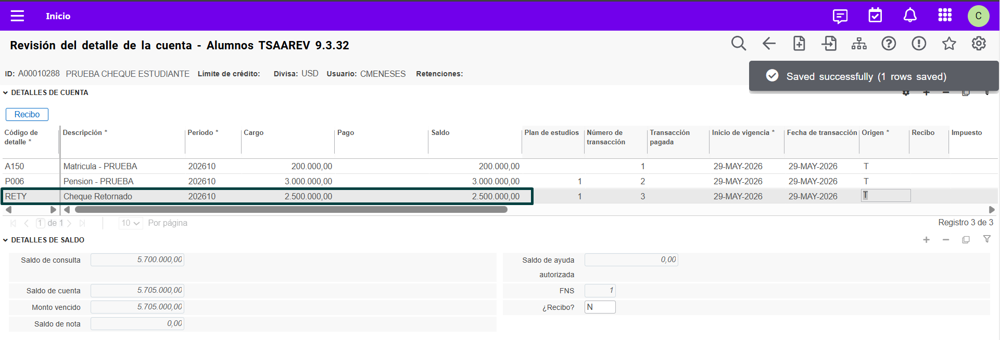 Inicio
C
Revisión del detalle de la cuenta - Alumnos TSAAREV 9.3.32
ID: A00010288 PRUEBA CHEQUE ESTUDIANTE Límite de crédito: Divisa: USD Usuario: CMENESES Retenciones:
Saved successfully (1 rows saved)
DETALLES DE CUENTA
Recibo
Código de detalle * Descripción * Periodo * Cargo Pago Saldo Plan de estudios Número de transacción Transacción pagada Inicio de vigencia * Fecha de transacción Origen * Recibo Impuesto
A150 Matricula - PRUEBA 202610 200.000,00 200.000,00 1 29-MAY-2026 29-MAY-2026 T
P006 Pension - PRUEBA 202610 3.000.000,00 3.000.000,00 1 2 29-MAY-2026 29-MAY-2026 T
RETY Cheque Retornado 202610 2.500.000,00 2.500.000,00 1 3 29-MAY-2026 29-MAY-2026 T
1 de 1 10 Por página Registro 3 de 3
DETALLES DE SALDO
Saldo de consulta 5.700.000,00 Saldo de ayuda autorizada 0,00
Saldo de cuenta 5.705.000,00 FNS 1
Monto vencido 5.705.000,00 ¿Recibo? N
Saldo de nota 0,00